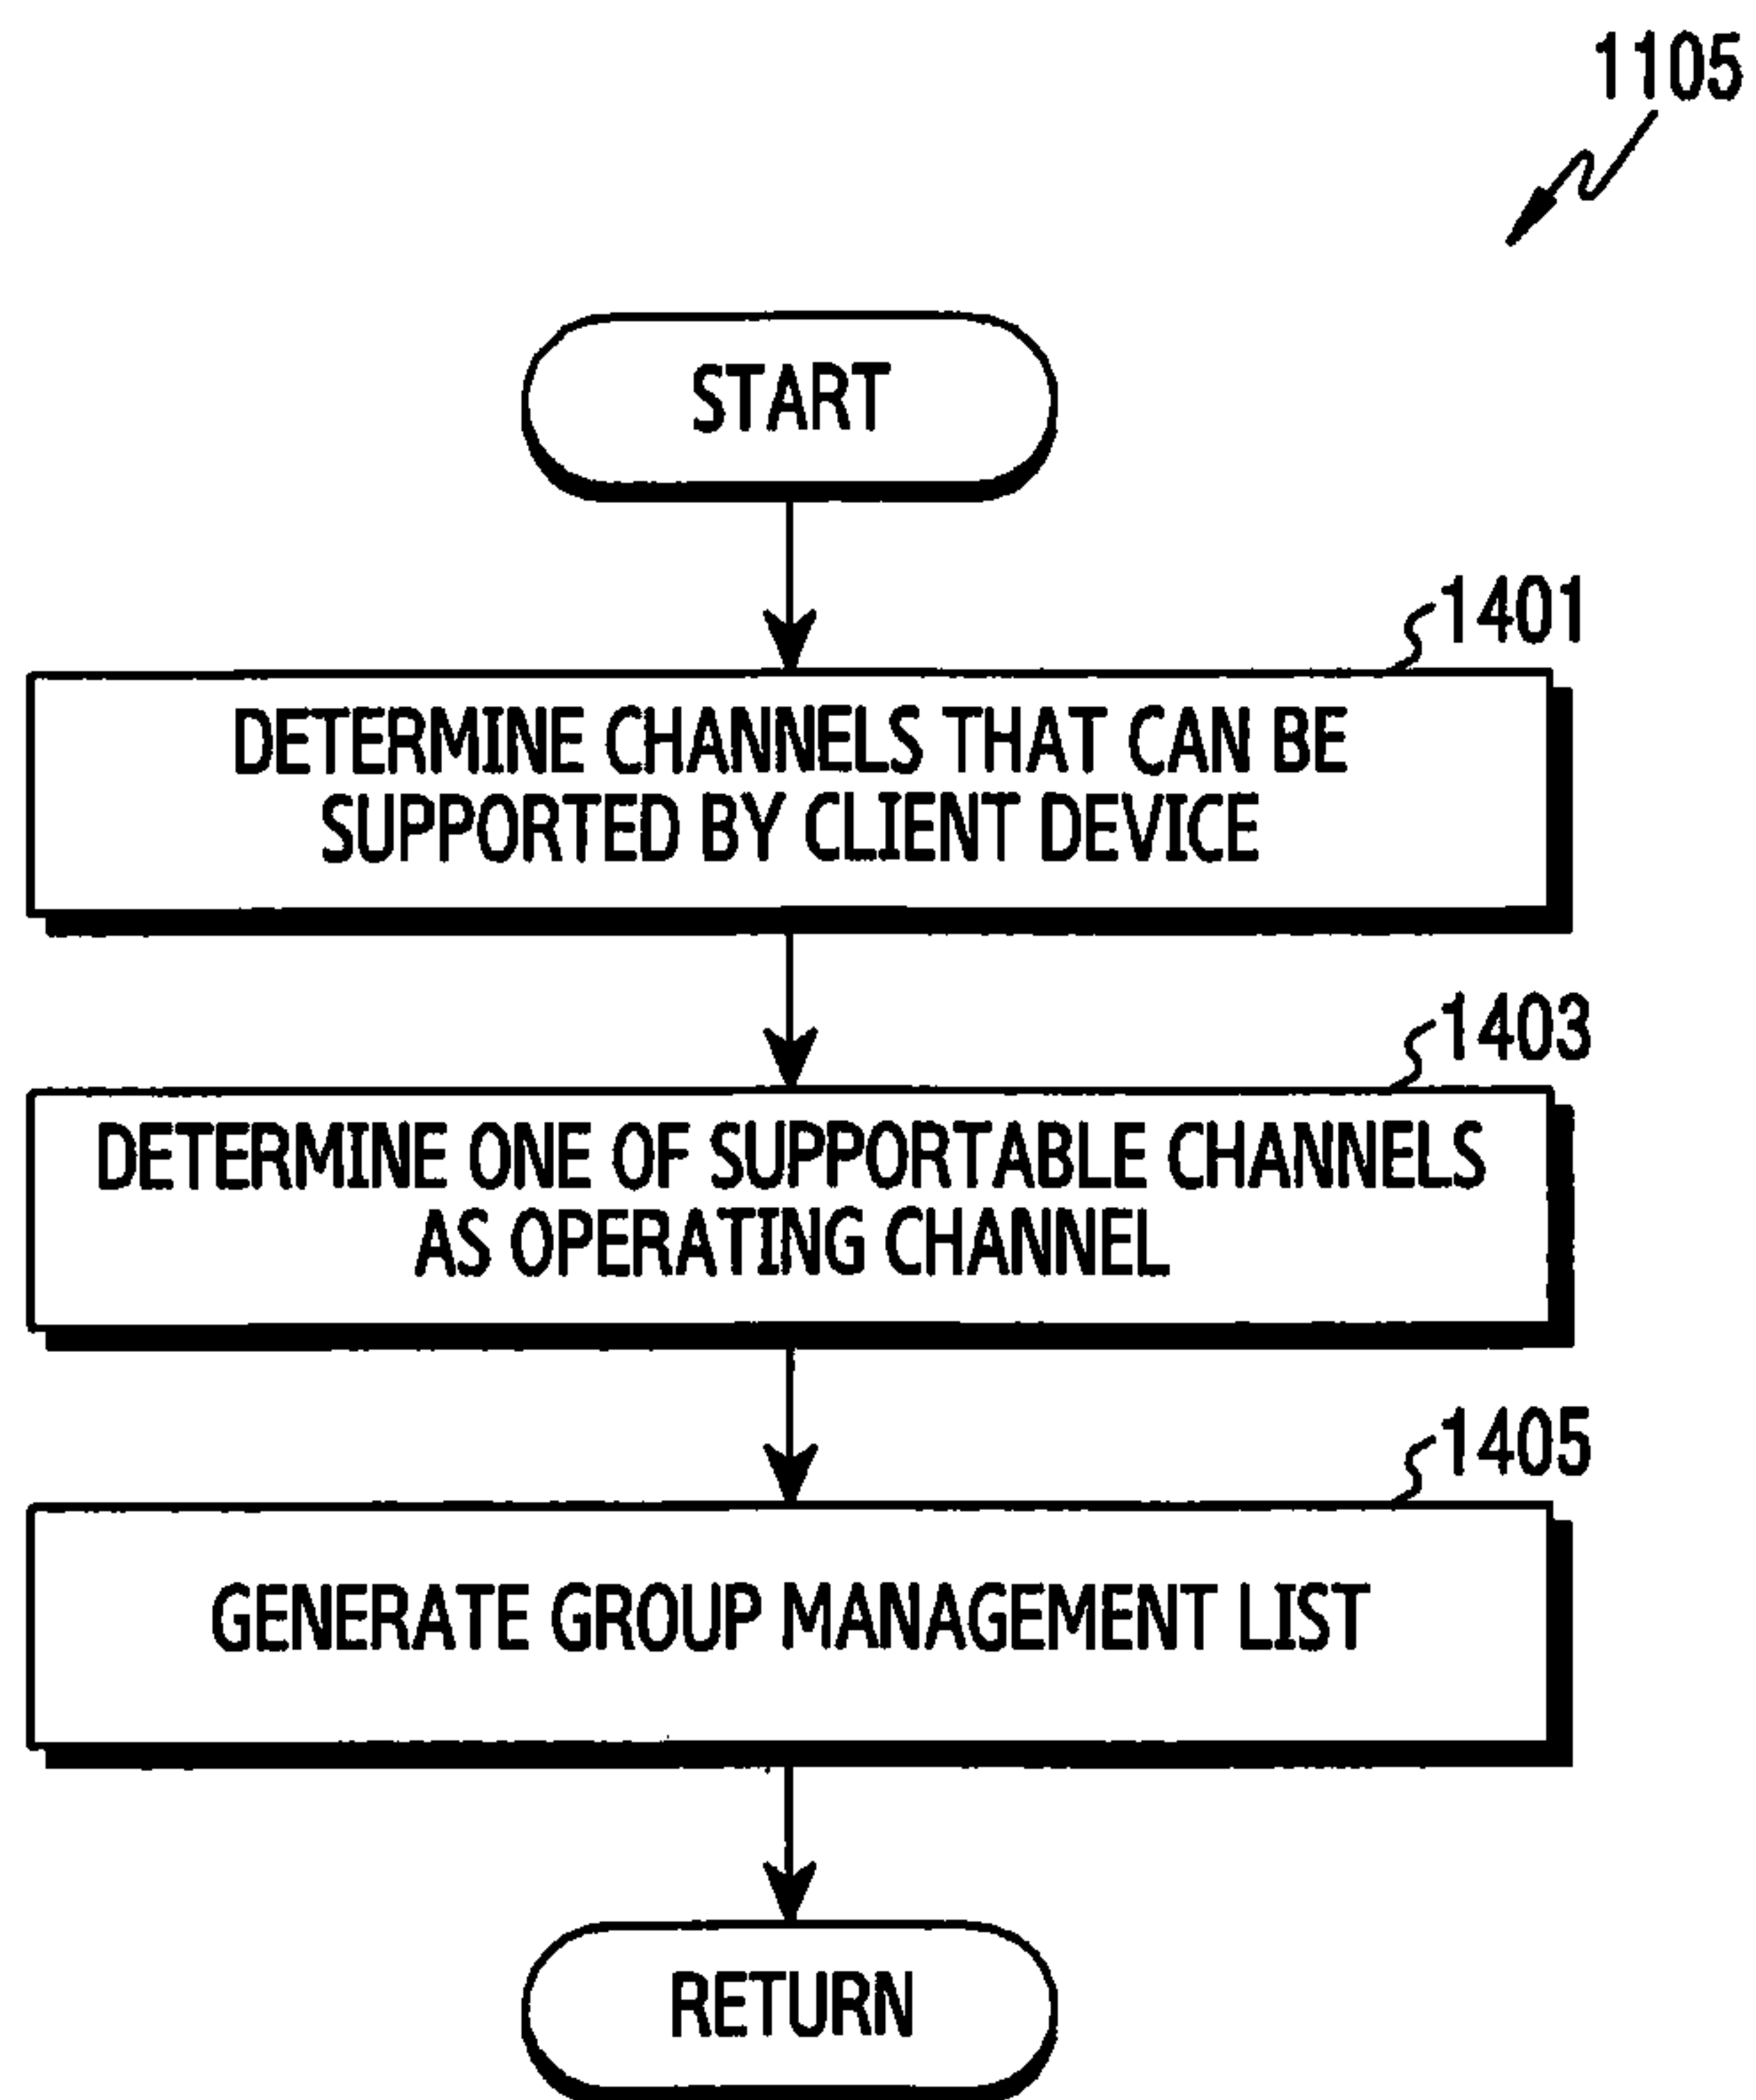 1105
START
1401
DETERMINE CHANNELS THAT CAN BE
SUPPORTED BY CLIENT DEVICE
1403
DETERMINE ONE OF SUPPORTABLE CHANNELS
AS OPERATING CHANNEL
1405
GENERATE GROUP MANAGEMENT LIST
RETURN